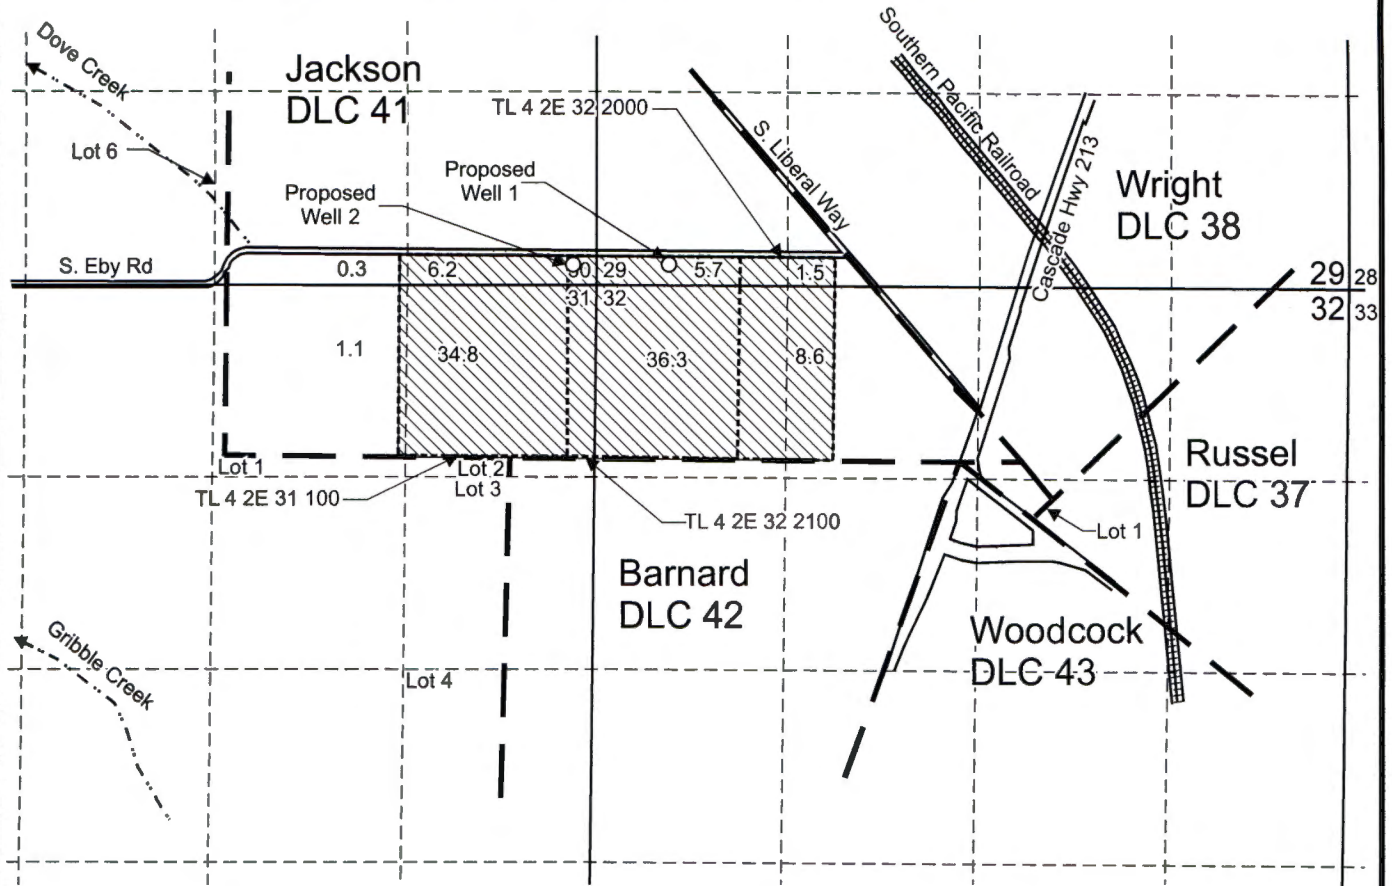 Dove Creek
Jackson
DLC 41
TL 4 2E 32 2000
Southern Pacific Railroad
Lot 6
S. Liberal Way
Proposed
Well 1
Proposed
Well 2
Cascade Hwy 213
Wright
DLC 38
S. Eby Rd
0.3
6.2
30 29
5.7
1.5
29 28
31 32
32 33
1.1
34.8
36.3
8.6
Lot 1
Lot 2
Lot 3
Russel
DLC 37
TL 4 2E 31 100
TL 4 2E 32 2100
Lot 1
Barnard
DLC 42
Gribble Creek
Woodcock
DLC 43
Lot 4